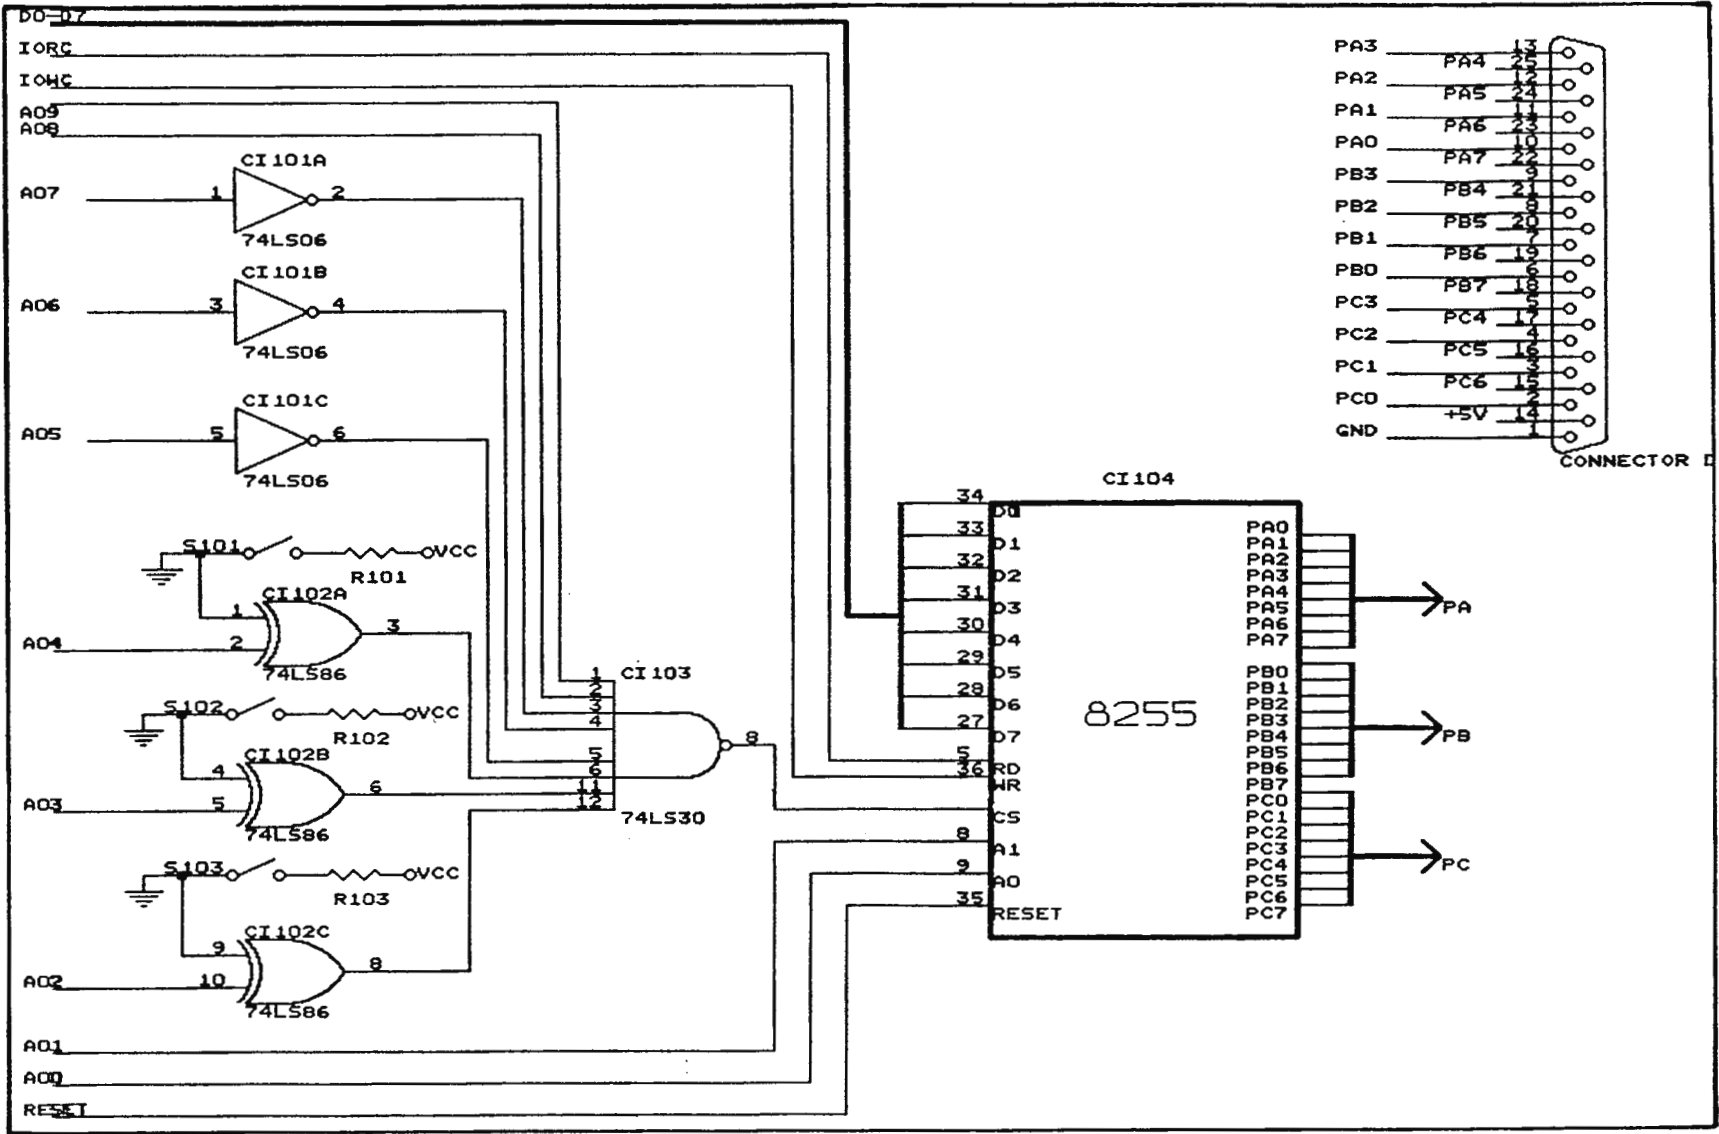 D0-D7
IORC
IOWC
A09
A08
CI101A
A07 1 2
74LS06
CI101B
A06 3 4
74LS06
CI101C
A05 5 6
74LS06
S101 VCC
R101
CI102A
1
A04 2 3
74LS86
S102 VCC
R102
CI102B
4
A03 5 6
74LS86
S103 VCC
R103
CI102C
9
A02 10 8
74LS86
A01
A00
RESET
CI103
1
2
3
4
5
6
11
12
8
74LS30
CI104
8255
34 D0
33 D1
32 D2
31 D3
30 D4
29 D5
28 D6
27 D7
5 RD
36 WR
CS
8 A1
9 A0
35 RESET
PA0
PA1
PA2
PA3
PA4
PA5
PA6
PA7
PB0
PB1
PB2
PB3
PB4
PB5
PB6
PB7
PC0
PC1
PC2
PC3
PC4
PC5
PC6
PC7
PA
PB
PC
PA3 13
PA4 25
PA2 12
PA5 24
PA1 11
PA6 23
PA0 10
PA7 22
PB3 9
PB4 21
PB2 8
PB5 20
PB1 7
PB6 19
PB0 6
PB7 18
PC3 5
PC4 17
PC2 4
PC5 16
PC1 3
PC6 15
PC0 2
+5V 14
GND 1
CONNECTOR D